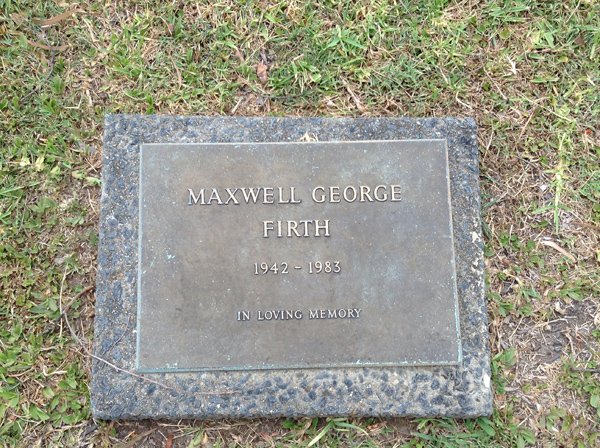 MAXWELL GEORGE
FIRTH
1942 - 1983
IN LOVING MEMORY